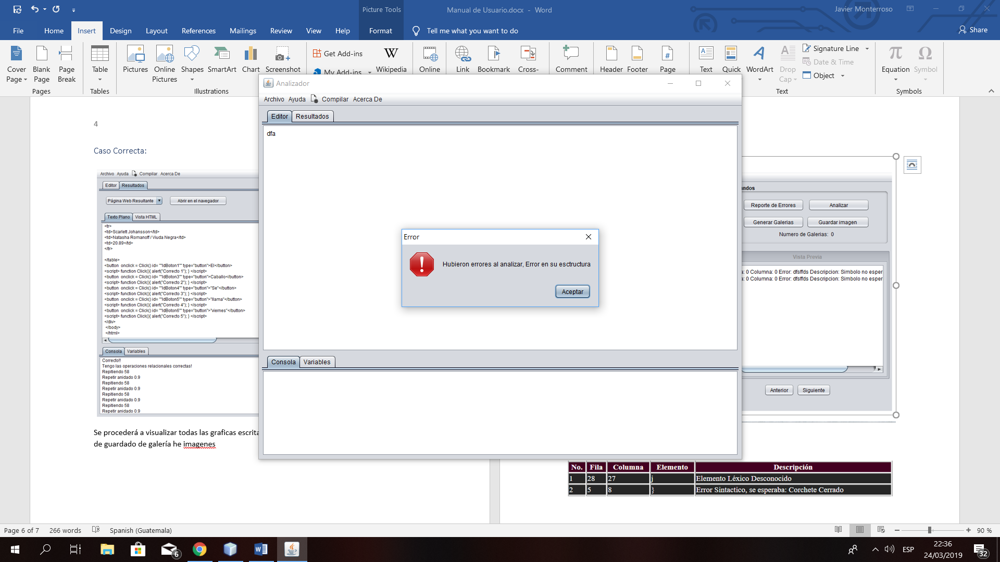 Picture Tools
Manual de Usuario.docx - Word
Javier Monterroso
File Home Insert Design Layout References Mailings Review View Help Format Tell me what you want to do Share
Cover Page
Blank Page
Page Break
Pages
Table
Tables
Pictures
Online Pictures
Shapes
SmartArt
Chart
Screenshot
Illustrations
Get Add-ins
My Add-ins
Wikipedia
Online
Link
Bookmark
Cross-
Comment
Header
Footer
Page
Text
Quick
WordArt
Drop Cap
Signature Line
Date & Time
Object
Text
Equation
Symbol
Symbols
4
Caso Correcta:
Archivo Ayuda Compilar Acerca De
Editor Resultados
Página Web Resultante Abrir en el navegador
Texto Plano Vista HTML
<tr>
<td>Scarlett Johansson</td>
<td>Natasha Romanoff / Viuda Negra</td>
<td>20.89</td>
</tr>
</table>
<button onclick = Click() id= ""IdBoton1"" type="button">El</button>
<script> function Click(){ alert("Correcto 1"); } </script>
<button onclick = Click() id= ""IdBoton3"" type="button">Caballo</button>
<script> function Click(){ alert("Correcto 2"); } </script>
<button onclick = Click() id= ""IdBoton4"" type="button">"Se"</button>
<script> function Click(){ alert("Correcto 3"); } </script>
<button onclick = Click() id= ""IdBoton5"" type="button">"llama"</button>
<script> function Click(){ alert("Correcto 4"); } </script>
<button onclick = Click() id= ""IdBoton6"" type="button">"viernes"</button>
<script> function Click(){ alert("Correcto 5"); } </script>
</div>
</body>
</html>
Consola Variables
Correcto!!
Tengo las operaciones relacionales correctas!
Repitiendo 58
Repetir anidado 0.9
Repitiendo 58
Repetir anidado 0.9
Repitiendo 58
Repetir anidado 0.9
Repitiendo 58
Repetir anidado 0.9
Se procederá a visualizar todas las graficas escrita
de guardado de galería he imagenes
Analizador
Archivo Ayuda Compilar Acerca De
Editor Resultados
dfa
Error
Hubieron errores al analizar, Error en su esctructura
Aceptar
Consola Variables
ndos
Reporte de Errores Analizar
Generar Galerias Guardar imagen
Numero de Galerias: 0
Vista Previa
a: 0 Columna: 0 Error: dfsffds Descripcion: Simbolo no esper
a: 0 Columna: 0 Error: dfsffds Descripcion: Simbolo no esper
Anterior Siguiente
No. Fila Columna Elemento Descripción
1 28 27 j Elemento Léxico Desconocido
2 5 8 } Error Sintactico, se esperaba: Corchete Cerrado
Page 6 of 7 266 words Spanish (Guatemala) 90 %
6
ESP
22:36
24/03/2019
32